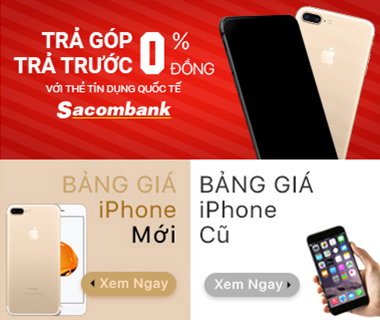 TRẢ GÓP 0 %
TRẢ TRƯỚC ĐỒNG
VỚI THẺ TÍN DỤNG QUỐC TẾ
Sacombank
BẢNG GIÁ
iPhone
Mới
Xem Ngay
BẢNG GIÁ
iPhone
Cũ
Xem Ngay